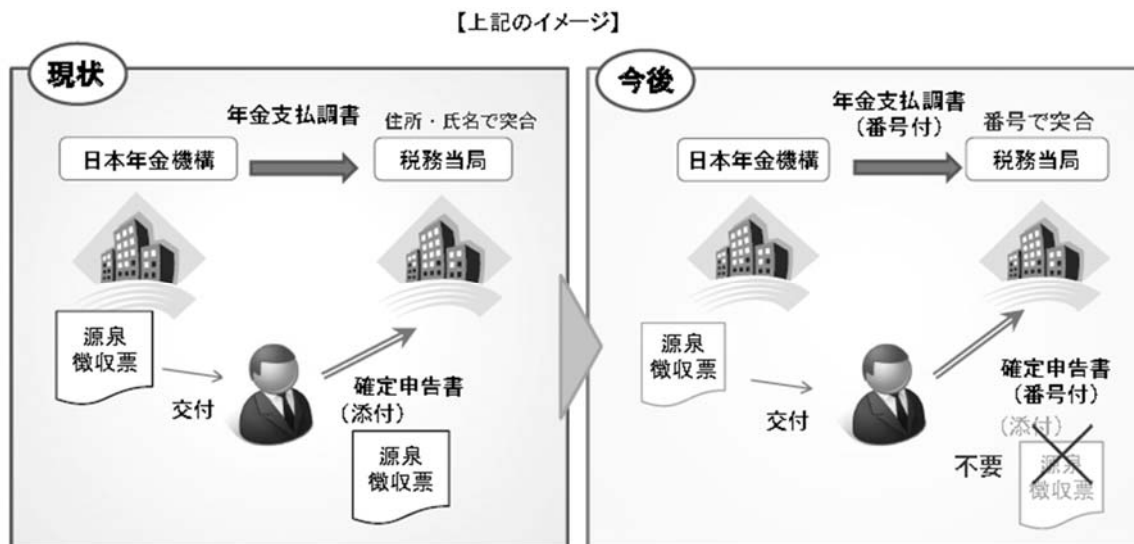 【上記のイメージ】
現状
年金支払調書
住所・氏名で突合
日本年金機構
税務当局
源泉
徴収票
交付
確定申告書
(添付)
源泉
徴収票
今後
年金支払調書
(番号付)
番号で突合
日本年金機構
税務当局
源泉
徴収票
交付
確定申告書
(番号付)
(添付)
不要
源泉
徴収票